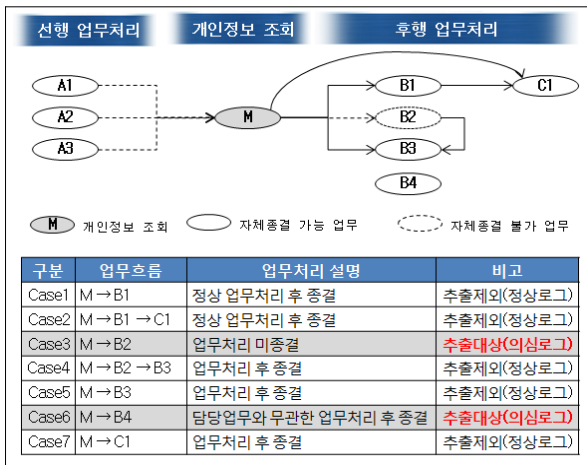 선행 업무처리 개인정보 조회 후행 업무처리
A1 B1 C1
A2 M B2
A3 B3
B4
M 개인정보 조회 자체종결 가능 업무 자체종결 불가 업무
구분 업무흐름 업무처리 설명 비고
Case1 M→B1 정상 업무처리 후 종결 추출제외(정상로그)
Case2 M→B1→C1 정상 업무처리 후 종결 추출제외(정상로그)
Case3 M→B2 업무처리 미종결 추출대상(의심로그)
Case4 M→B2→B3 업무처리 후 종결 추출제외(정상로그)
Case5 M→B3 업무처리 후 종결 추출제외(정상로그)
Case6 M→B4 담당업무와 무관한 업무처리 후 종결 추출대상(의심로그)
Case7 M→C1 업무처리 후 종결 추출제외(정상로그)